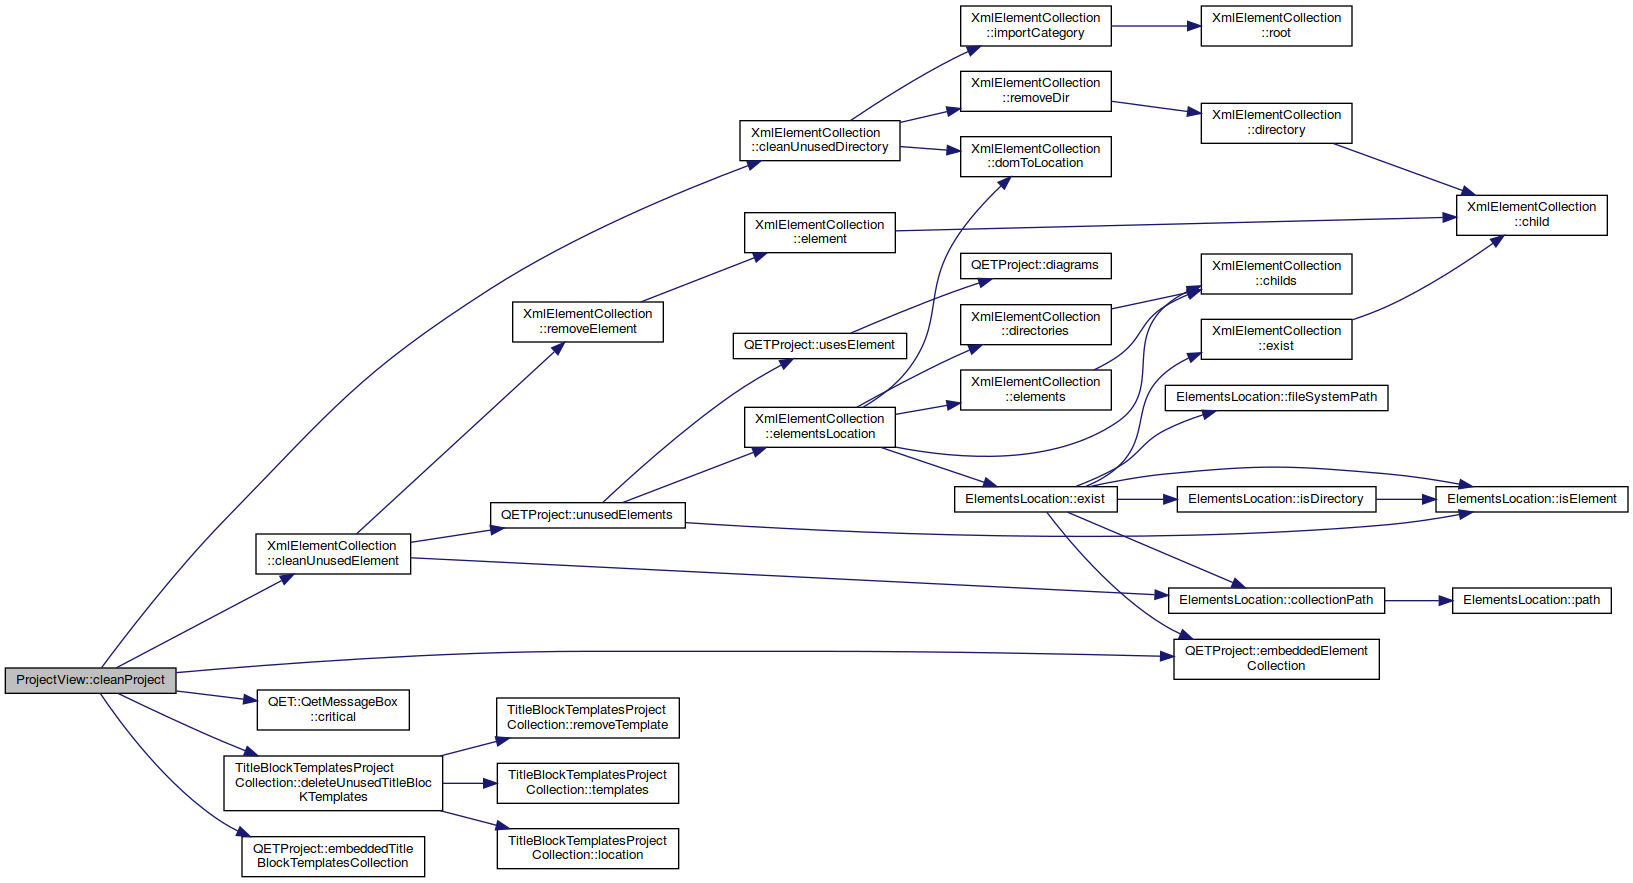 ProjectView::cleanProject
XmlElementCollection
::cleanUnusedDirectory
XmlElementCollection
::importCategory
XmlElementCollection
::root
XmlElementCollection
::removeDir
XmlElementCollection
::directory
XmlElementCollection
::child
XmlElementCollection
::domToLocation
XmlElementCollection
::cleanUnusedElement
XmlElementCollection
::removeElement
XmlElementCollection
::element
QETProject::unusedElements
QETProject::usesElement
QETProject::diagrams
XmlElementCollection
::elementsLocation
XmlElementCollection
::directories
XmlElementCollection
::elements
XmlElementCollection
::childs
XmlElementCollection
::exist
ElementsLocation::fileSystemPath
ElementsLocation::exist
ElementsLocation::isDirectory
ElementsLocation::isElement
ElementsLocation::collectionPath
ElementsLocation::path
QETProject::embeddedElement
Collection
QET::QetMessageBox
::critical
TitleBlockTemplatesProject
Collection::deleteUnusedTitleBloc
KTemplates
TitleBlockTemplatesProject
Collection::removeTemplate
TitleBlockTemplatesProject
Collection::templates
TitleBlockTemplatesProject
Collection::location
QETProject::embeddedTitle
BlockTemplatesCollection